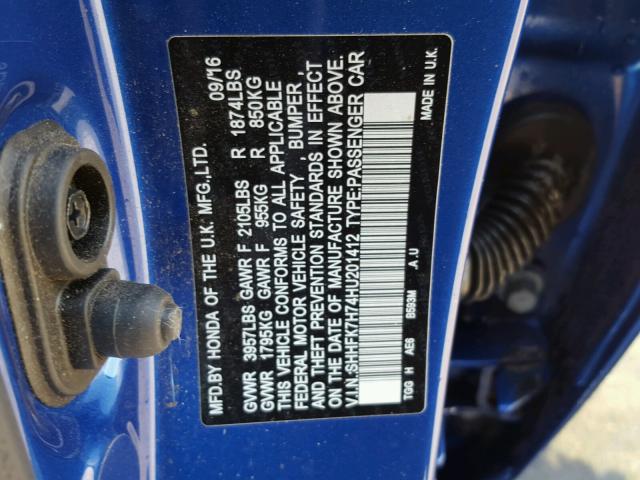 MFD.BY HONDA OF THE U.K. MFG.,LTD. 09/16
GVWR 3957LBS GAWR F 2105LBS R 1874LBS
GVWR 1795KG GAWR F 955KG R 850KG
THIS VEHICLE CONFORMS TO ALL APPLICABLE
FEDERAL MOTOR VEHICLE SAFETY , BUMPER ,
AND THEFT PREVENTION STANDARDS IN EFFECT
ON THE DATE OF MANUFACTURE SHOWN ABOVE.
V.I.N.:SHHFK7H74HU201412 TYPE:PASSENGER CAR
TGG H AE6 B593M .A .U MADE IN U.K.